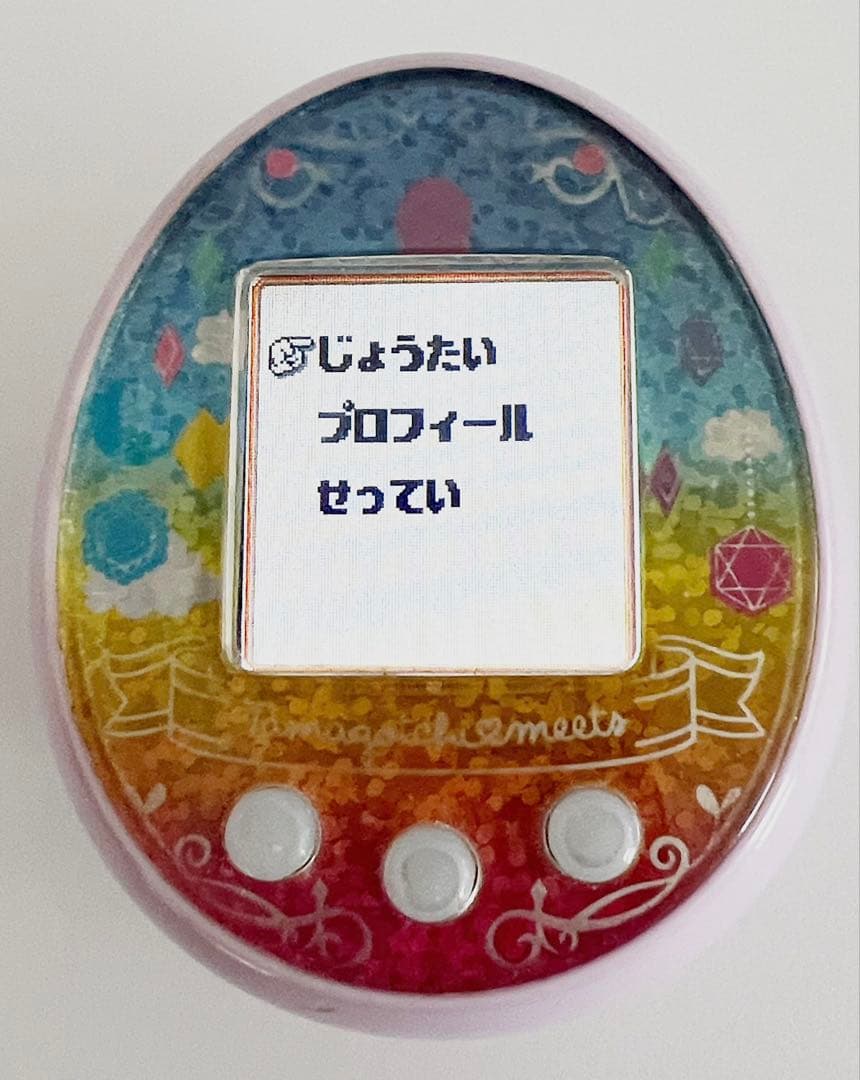 じょうたい
プロフィール
せってい
Tamagotchi♡meets